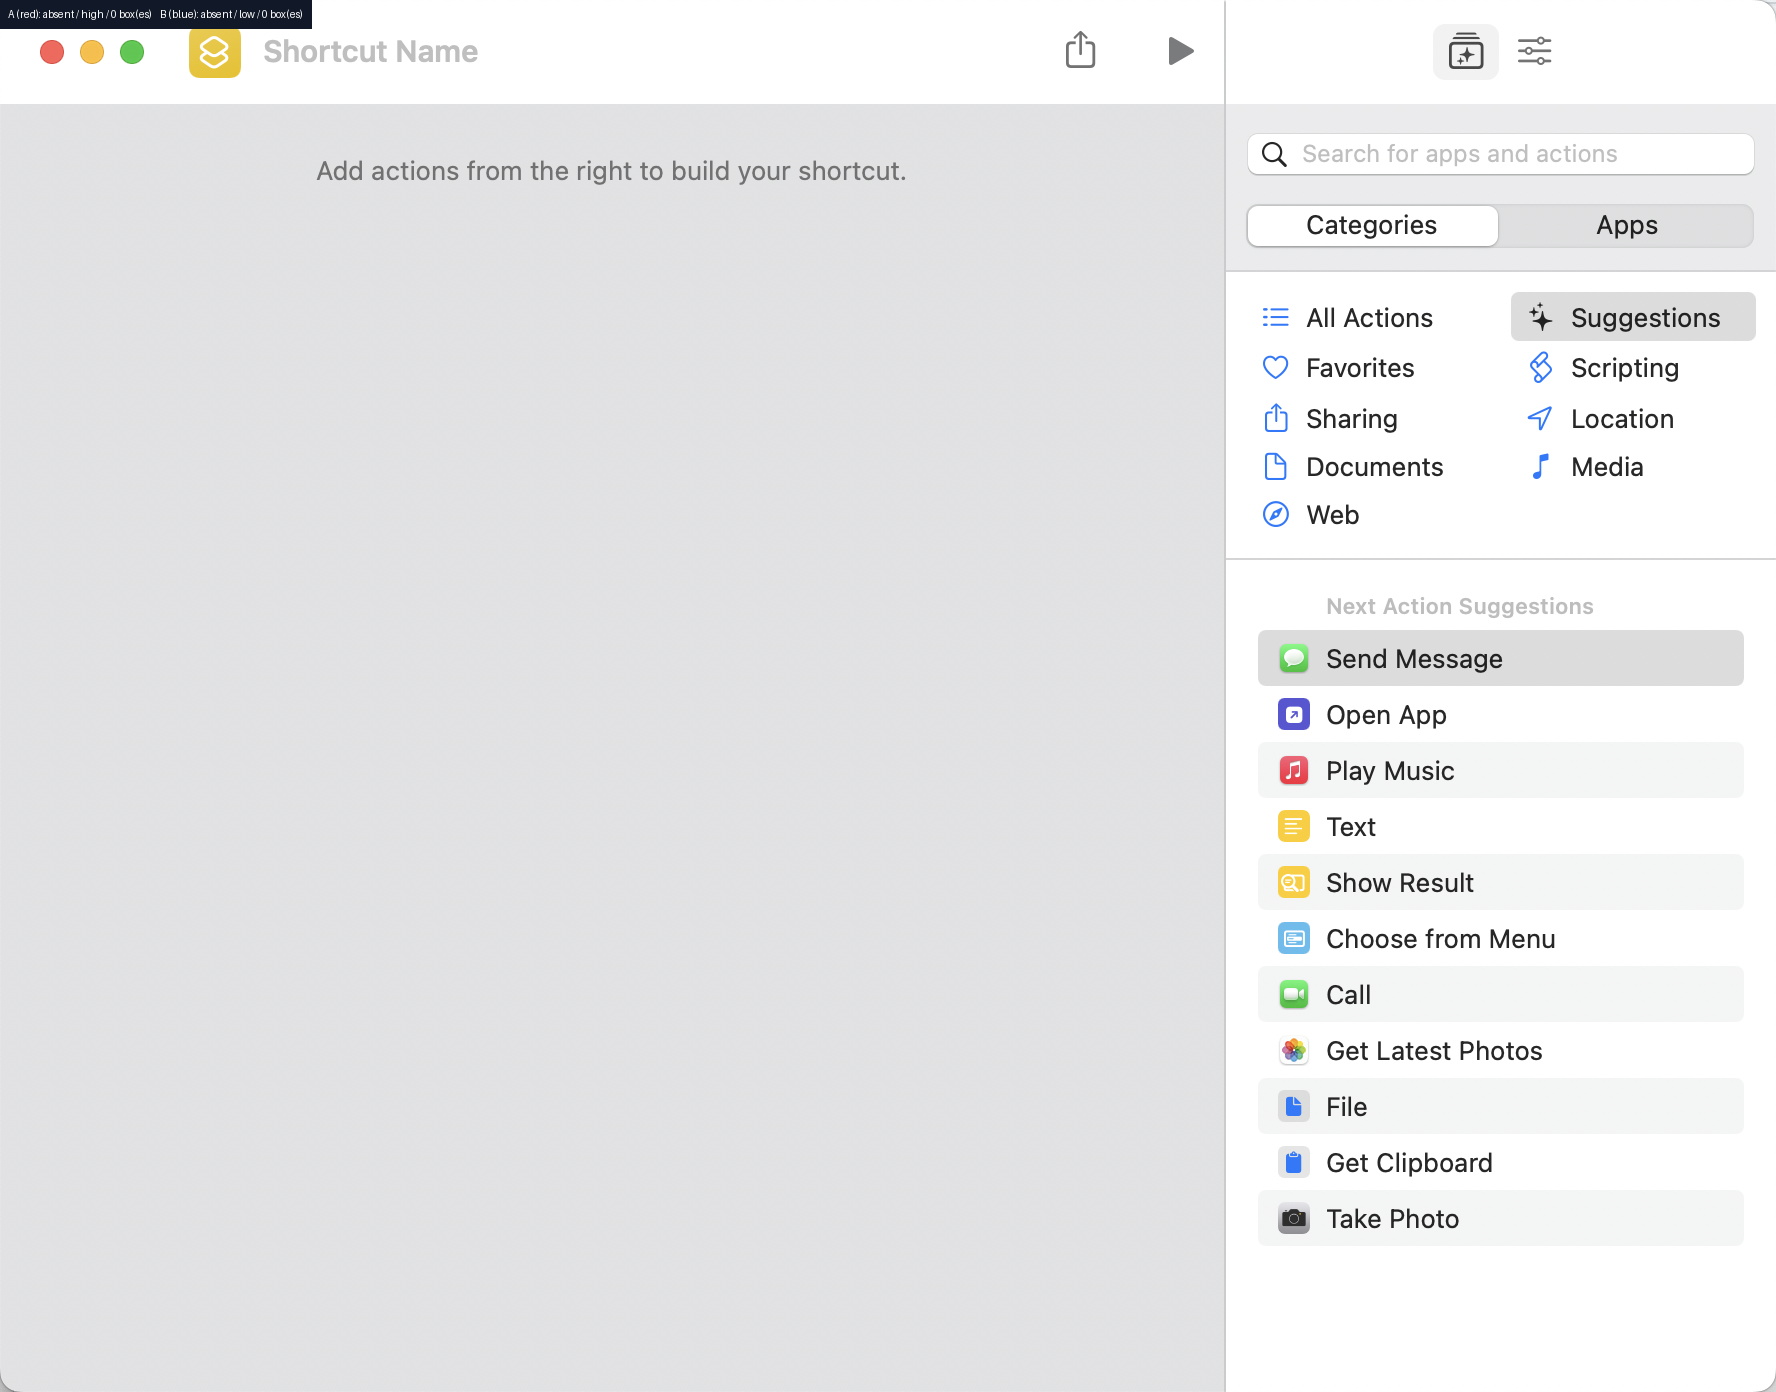 A (red): absent / high / 0 box(es) B (blue): absent / low / 0 box(es)
Shortcut Name
Add actions from the right to build your shortcut.
Search for apps and actions
Categories Apps
All Actions Suggestions
Favorites Scripting
Sharing Location
Documents Media
Web
Next Action Suggestions
Send Message
Open App
Play Music
Text
Show Result
Choose from Menu
Call
Get Latest Photos
File
Get Clipboard
Take Photo